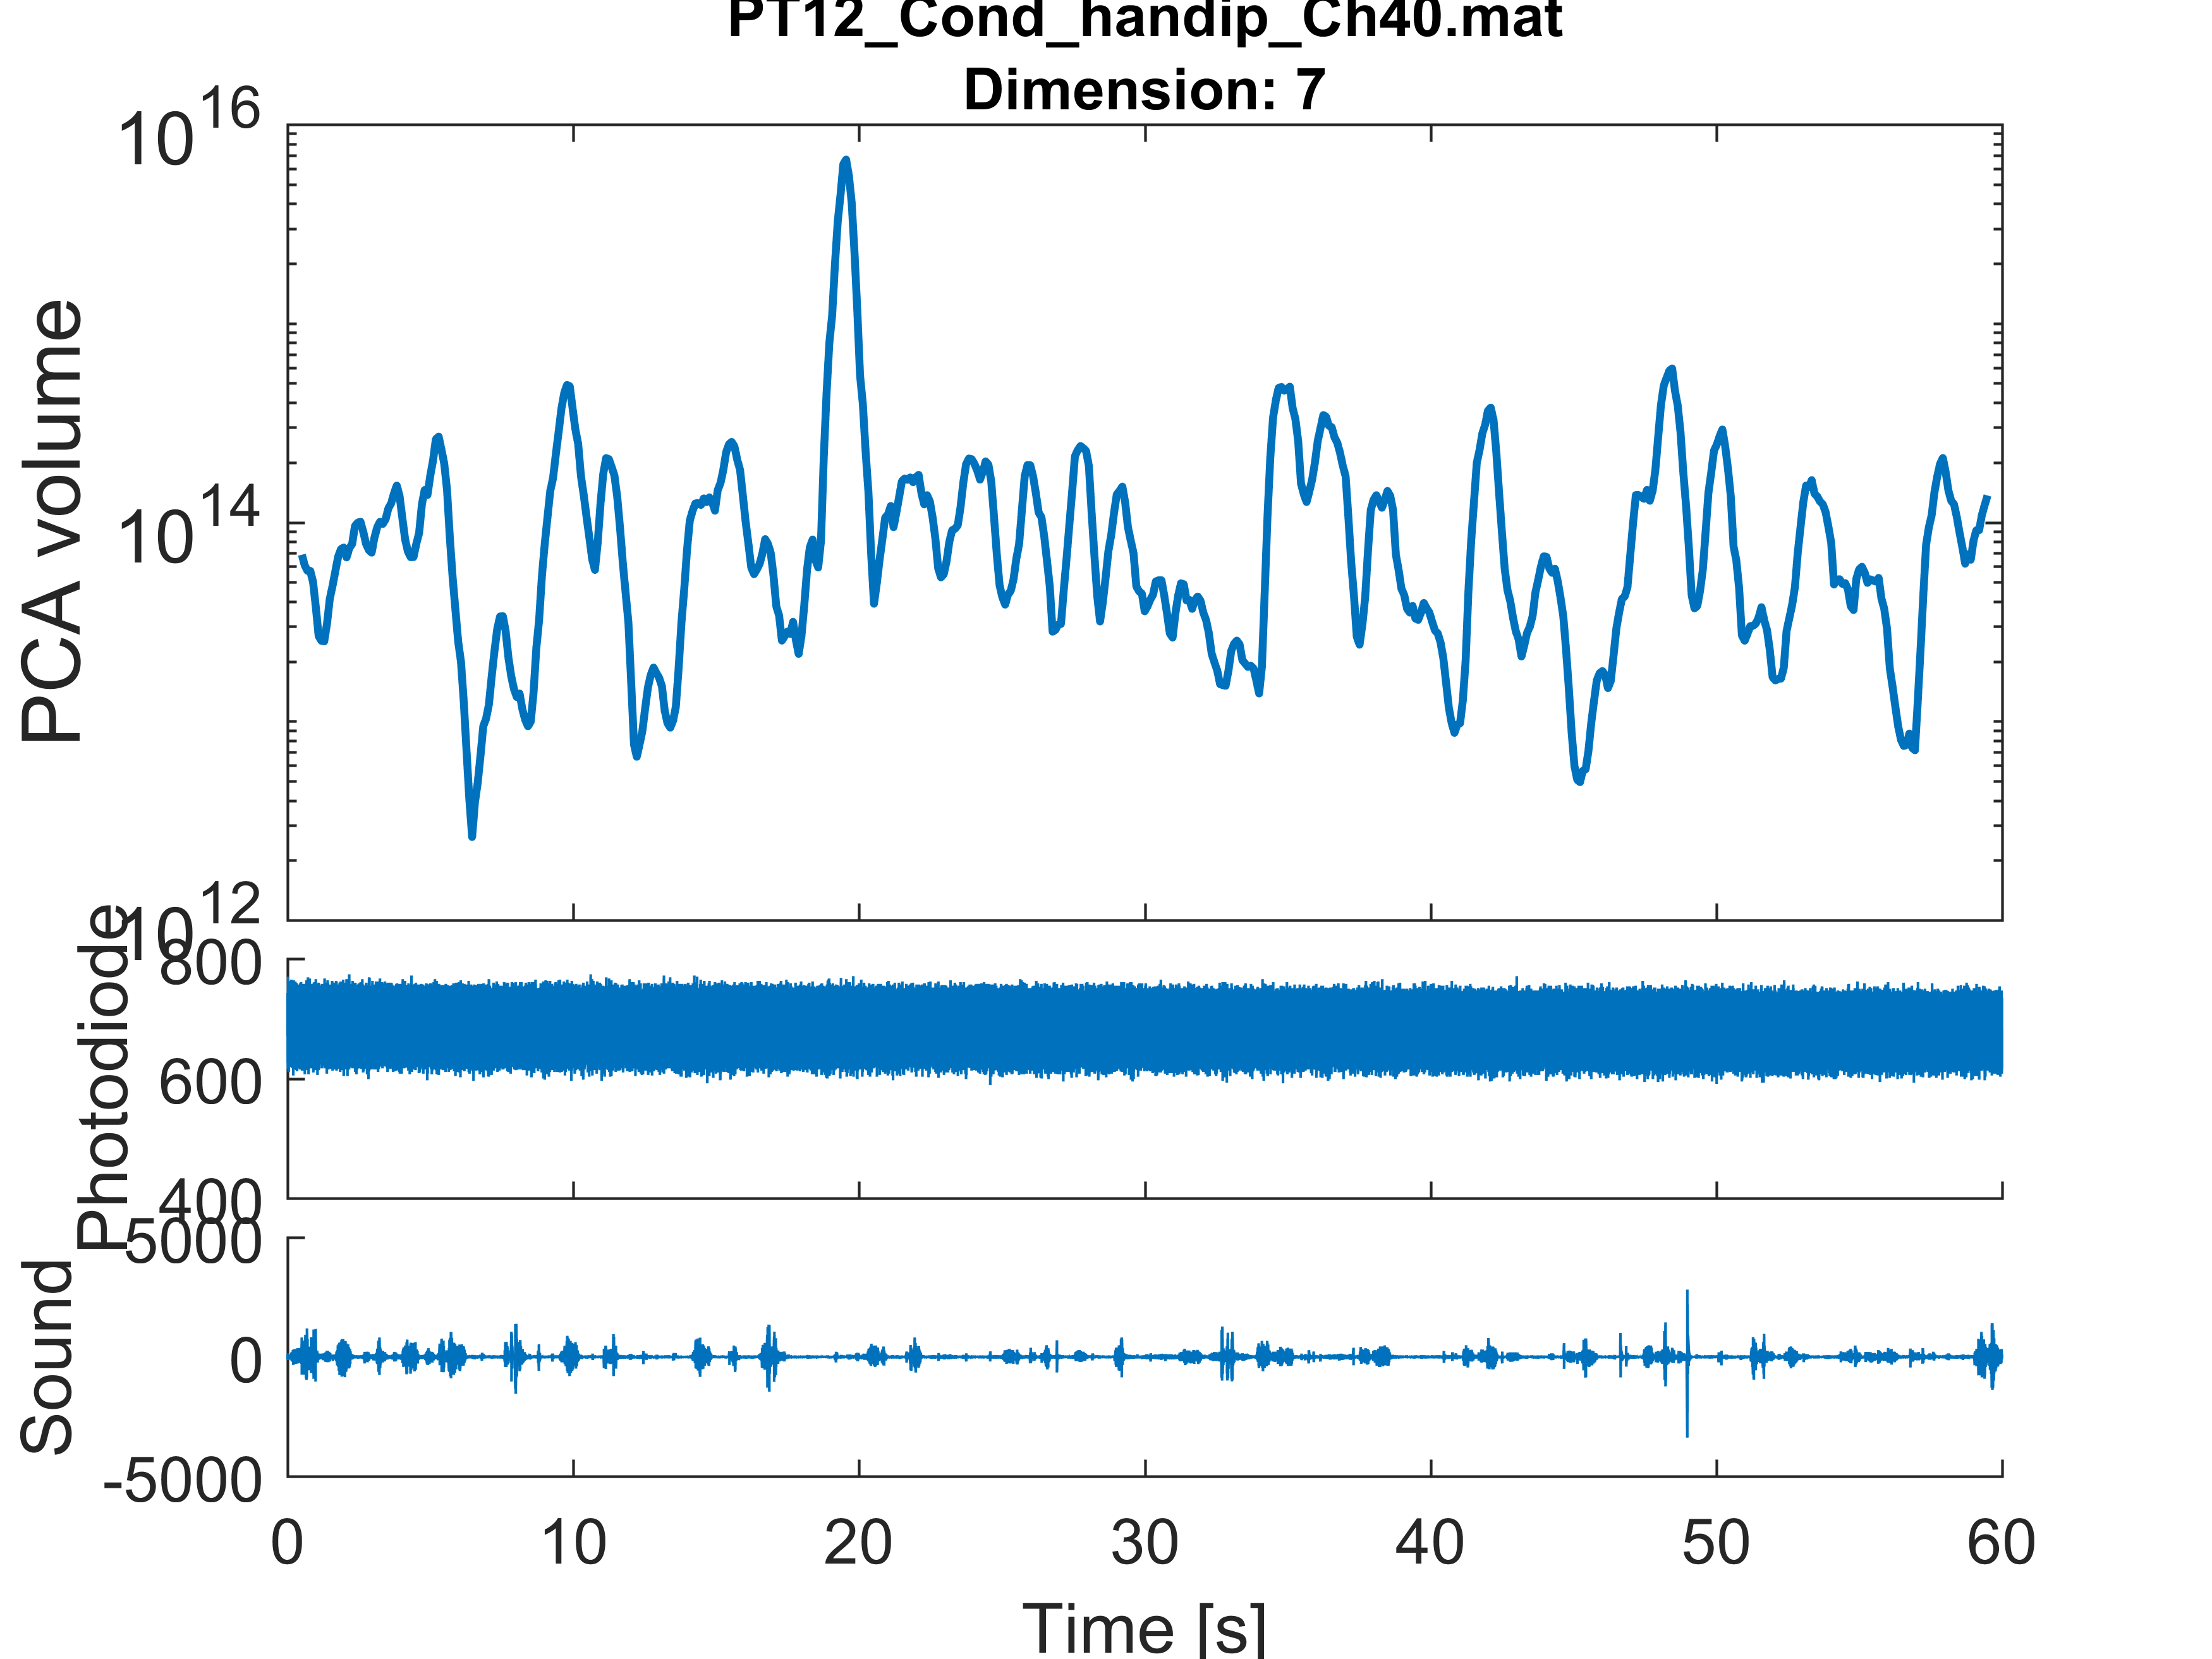 PT12_Cond_handip_Ch40.mat
Dimension: 7
10^16
10^14
10^12
PCA volume
800
600
400
Photodiode
5000
0
-5000
Sound
0 10 20 30 40 50 60
Time [s]